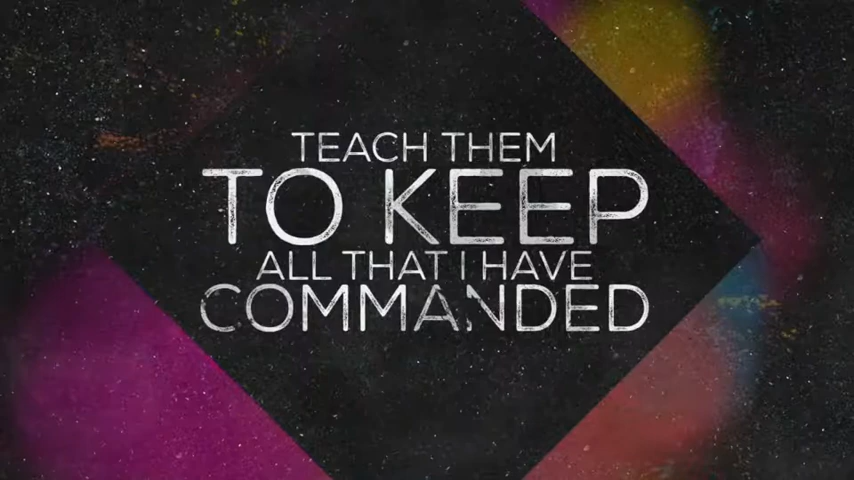 TEACH THEM
TO KEEP
ALL THAT I HAVE
COMMANDED